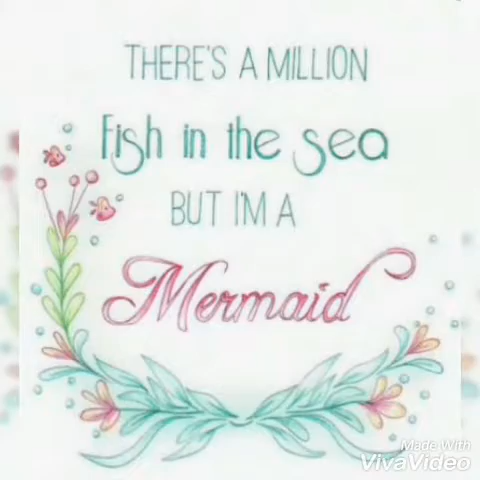 THERE'S A MILLION
Fish in the sea
BUT I'M A
Mermaid
Made With
VivaVideo